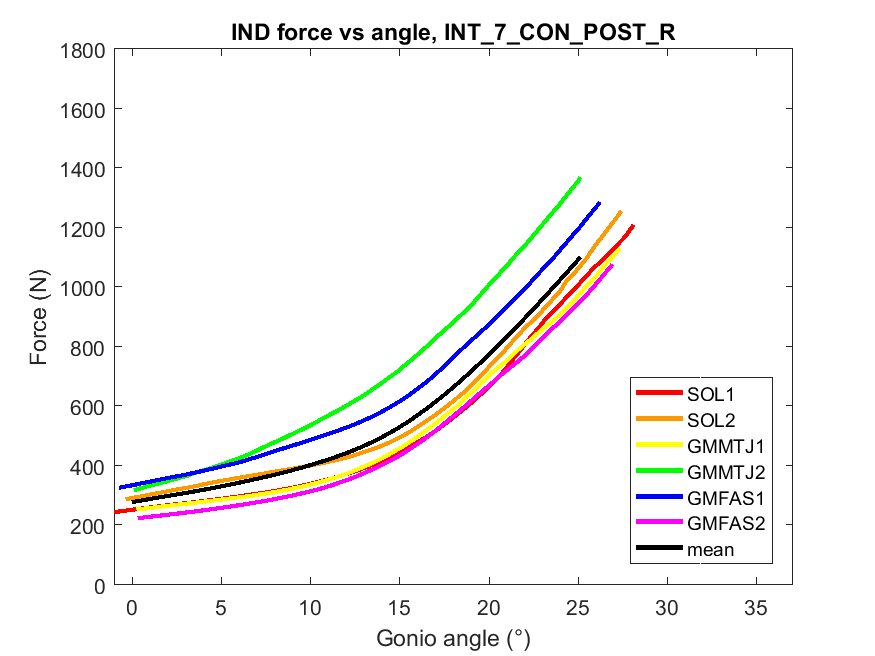 IND force vs angle, INT_7_CON_POST_R
1800
1600
1400
1200
1000
800
600
400
200
0
Force (N)
0 5 10 15 20 25 30 35
Gonio angle (°)
SOL1
SOL2
GMMTJ1
GMMTJ2
GMFAS1
GMFAS2
mean